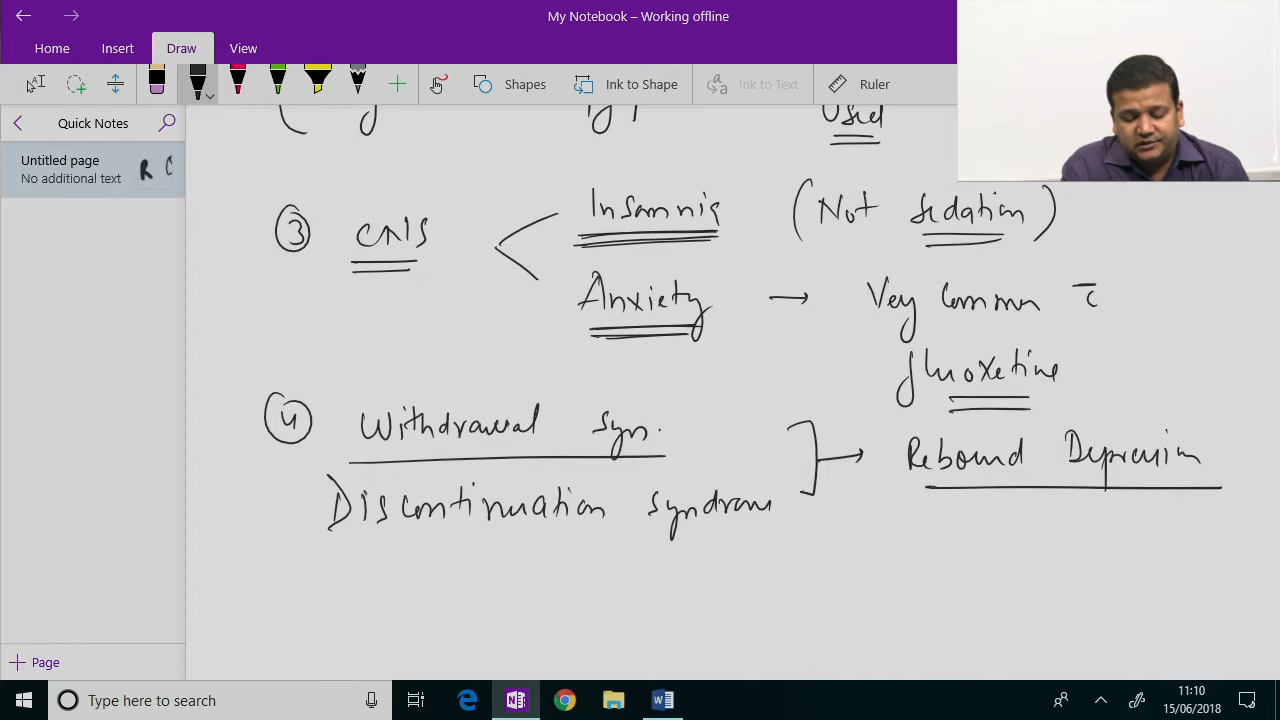 My Notebook – Working offline
Home Insert Draw View
Shapes Ink to Shape Ink to Text Ruler
Quick Notes
Untitled page
No additional text
R
Used
③ CNS
Insomnia (Not Sedation)
Anxiety → Very Common c̄
fluoxetine
④ Withdrawal syn.
Discontinuation syndrome
→ Rebound Depression
+ Page
Type here to search
11:10
15/06/2018